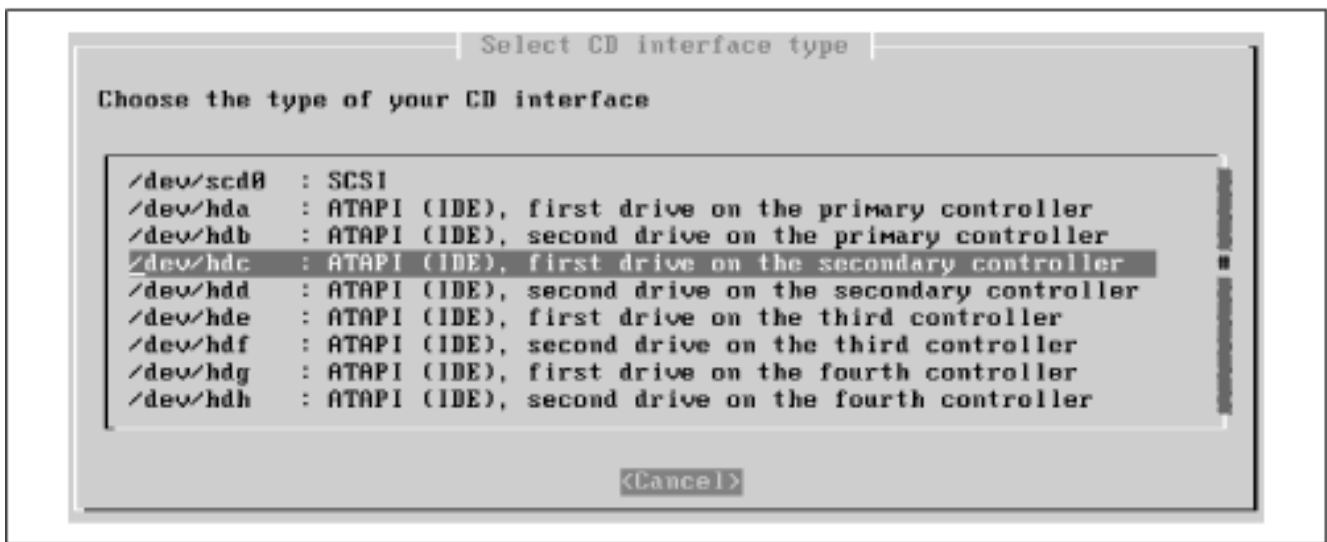 Select CD interface type
Choose the type of your CD interface
/dev/scd0 : SCSI
/dev/hda : ATAPI (IDE), first drive on the primary controller
/dev/hdb : ATAPI (IDE), second drive on the primary controller
/dev/hdc : ATAPI (IDE), first drive on the secondary controller
/dev/hdd : ATAPI (IDE), second drive on the secondary controller
/dev/hde : ATAPI (IDE), first drive on the third controller
/dev/hdf : ATAPI (IDE), second drive on the third controller
/dev/hdg : ATAPI (IDE), first drive on the fourth controller
/dev/hdh : ATAPI (IDE), second drive on the fourth controller
<Cancel>